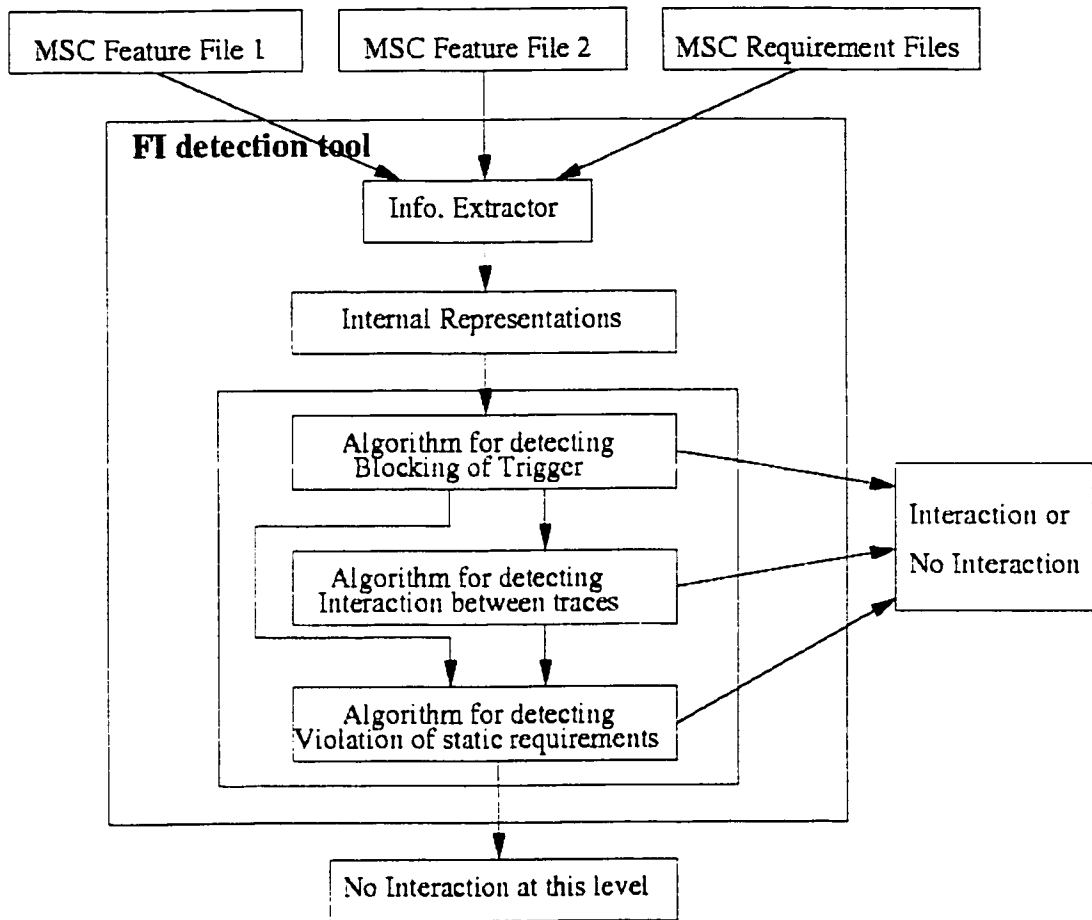 MSC Feature File 1
MSC Feature File 2
MSC Requirement Files
FI detection tool
Info. Extractor
Internal Representations
Algorithm for detecting
Blocking of Trigger
Interaction or
No Interaction
Algorithm for detecting
Interaction between traces
Algorithm for detecting
Violation of static requirements
No Interaction at this level